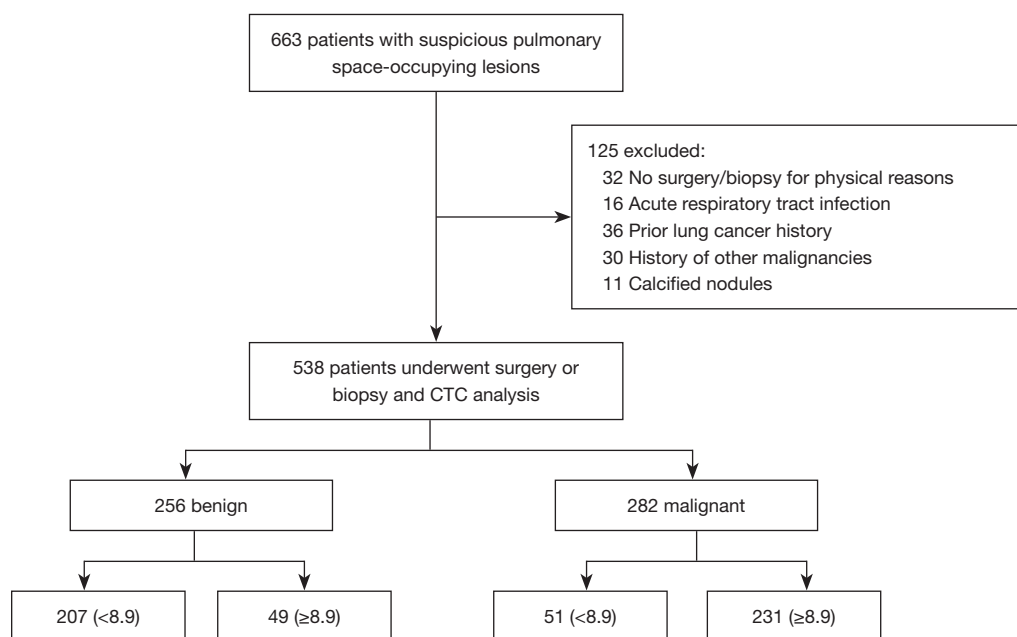 663 patients with suspicious pulmonary
space-occupying lesions
125 excluded:
32 No surgery/biopsy for physical reasons
16 Acute respiratory tract infection
36 Prior lung cancer history
30 History of other malignancies
11 Calcified nodules
538 patients underwent surgery or
biopsy and CTC analysis
256 benign
282 malignant
207 (<8.9)
49 (≥8.9)
51 (<8.9)
231 (≥8.9)